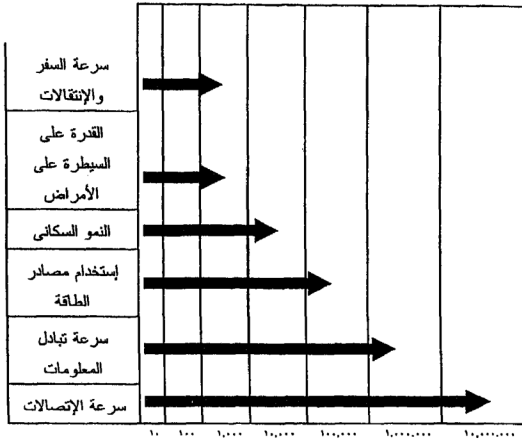 سرعة السفر
والإنتقالات
القدرة على
السيطرة على
الأمراض
النمو السكانى
إستخدام مصادر
الطاقة
سرعة تبادل
المعلومات
سرعة الإتصالات
١٠ ١٠٠ ١,٠٠٠ ١٠,٠٠٠ ١٠٠,٠٠٠ ١,٠٠٠,٠٠٠ ١٠,٠٠٠,٠٠٠